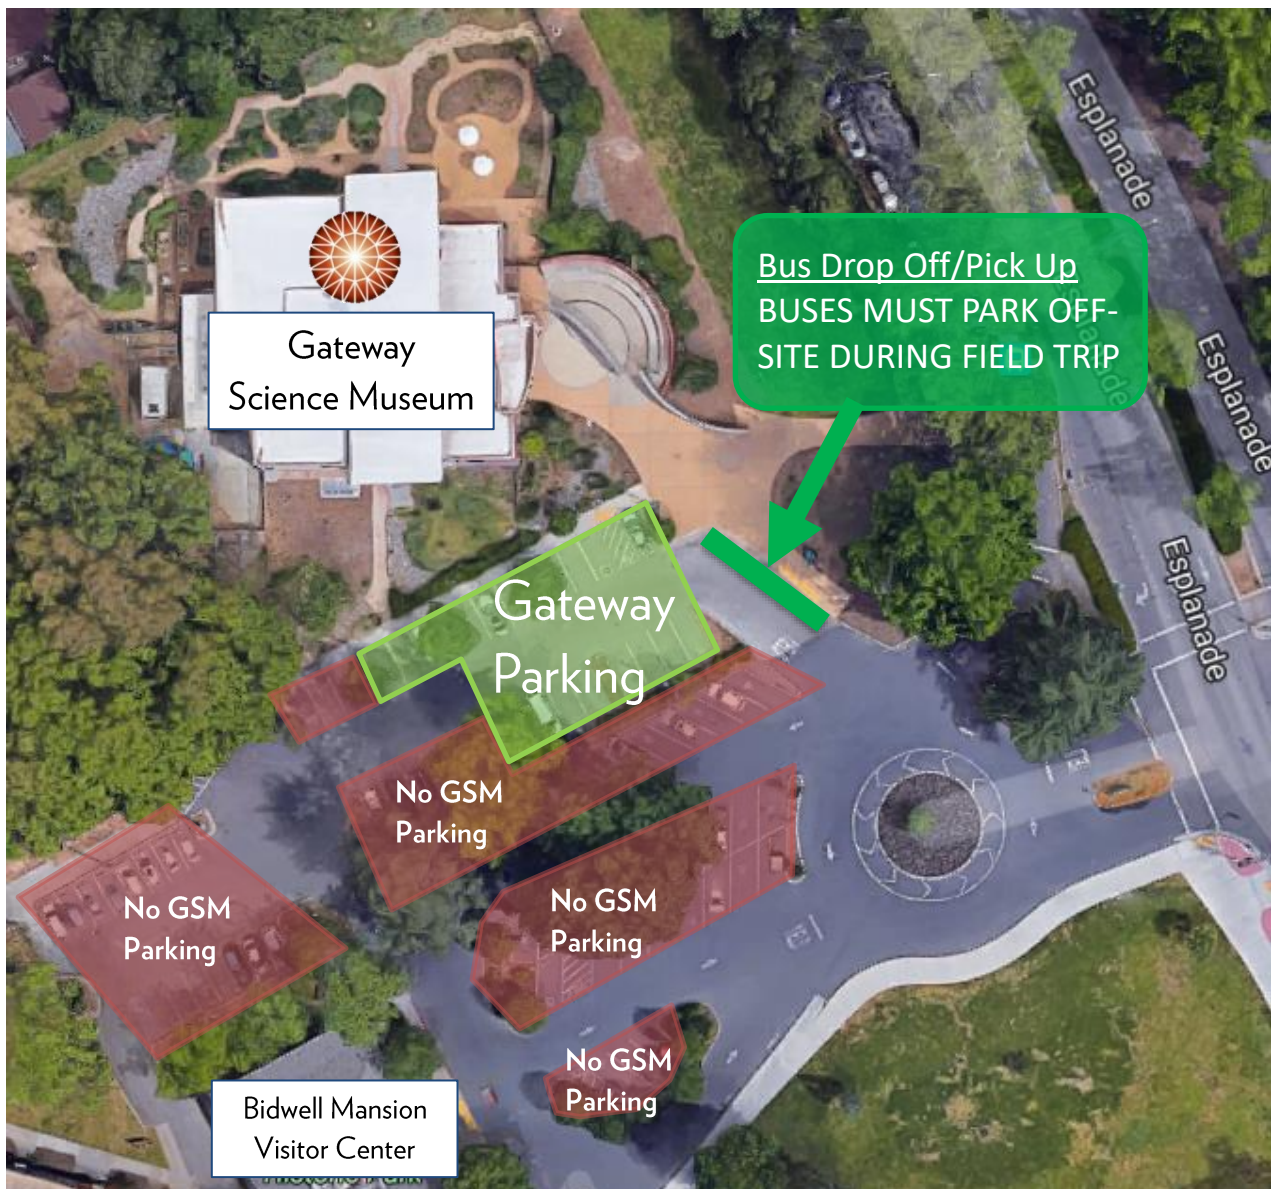 Esplanade
Bus Drop Off/Pick Up
BUSES MUST PARK OFF-
SITE DURING FIELD TRIP
Gateway
Science Museum
Esplanade
Esplanade
Gateway
Parking
No GSM
Parking
No GSM
Parking
No GSM
Parking
No GSM
Parking
Bidwell Mansion
Visitor Center